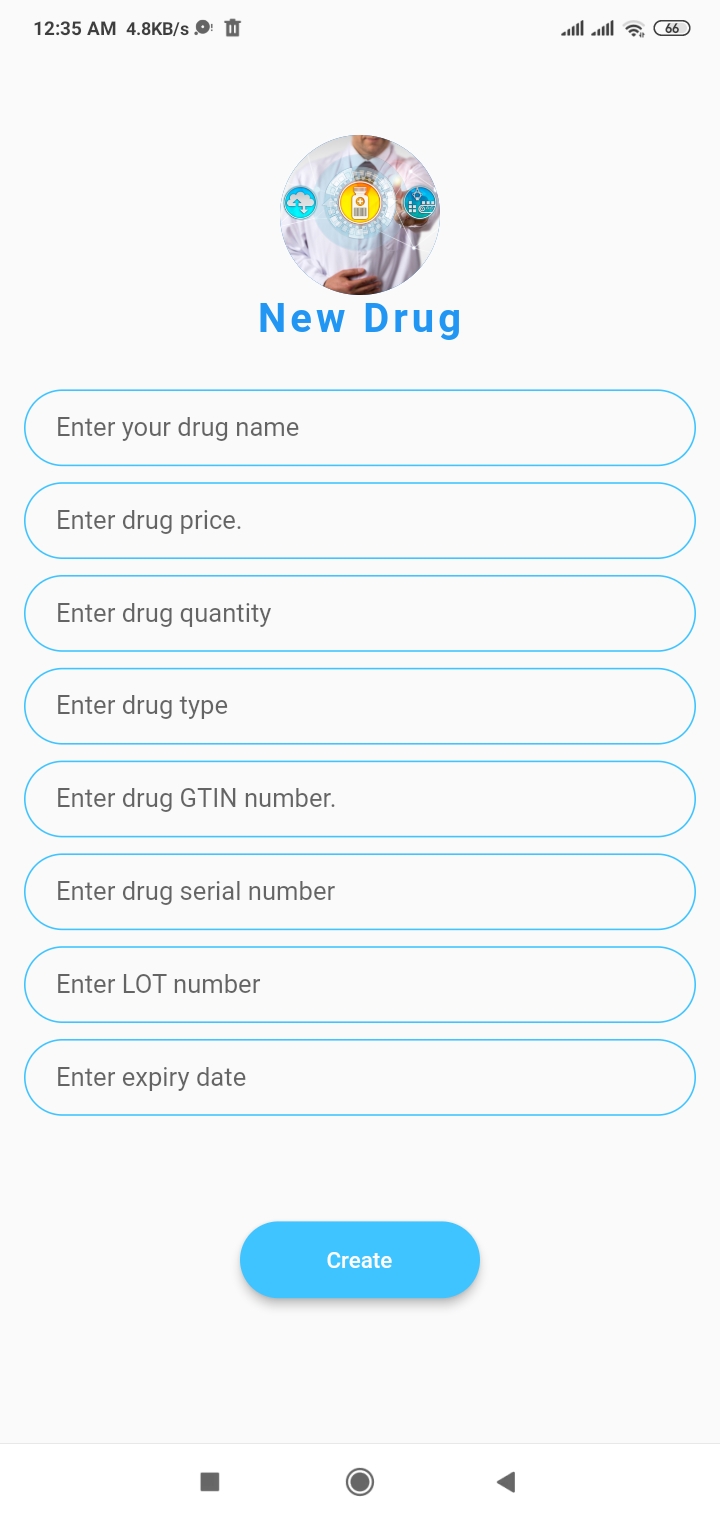 12:35 AM 4.8KB/s 66
New Drug
Enter your drug name
Enter drug price.
Enter drug quantity
Enter drug type
Enter drug GTIN number.
Enter drug serial number
Enter LOT number
Enter expiry date
Create